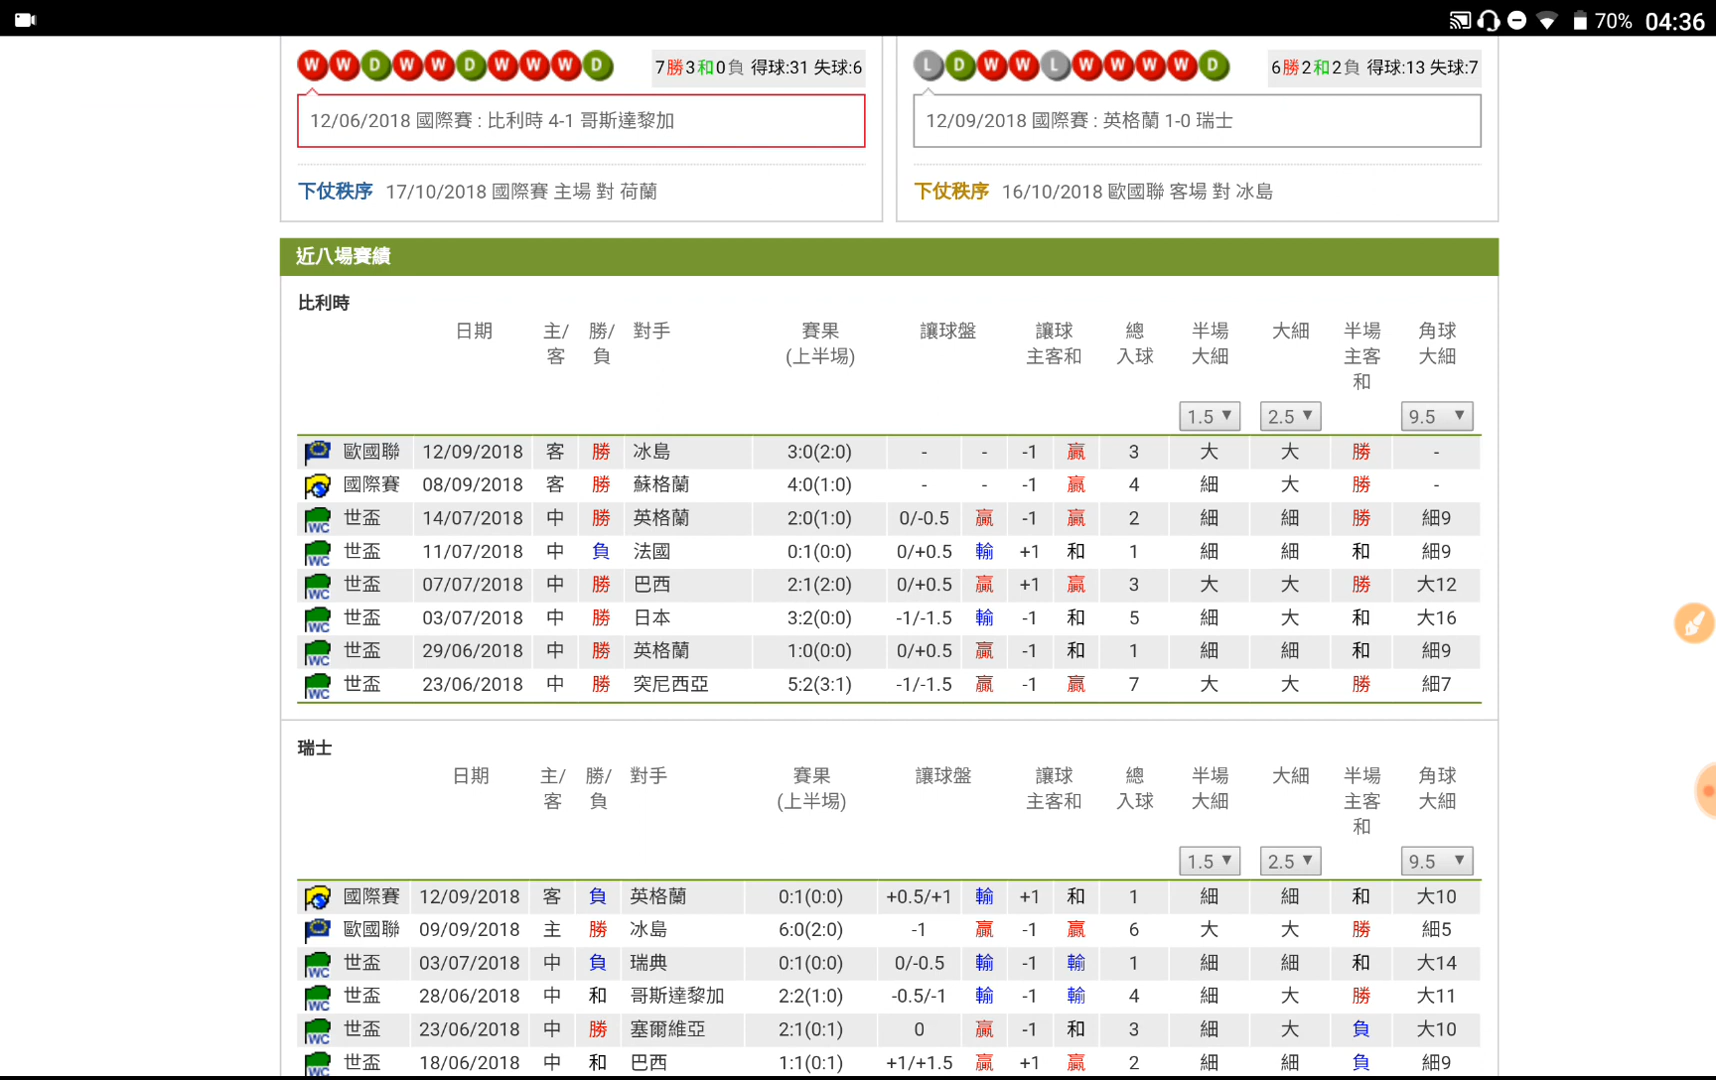 70% 04:36
W W D W W D W W W D 7勝3和0負 得球:31 失球:6
12/06/2018 國際賽 : 比利時 4-1 哥斯達黎加
下仗秩序 17/10/2018 國際賽 主場 對 荷蘭
L D W W L W W W W D 6勝2和2負 得球:13 失球:7
12/09/2018 國際賽 : 英格蘭 1-0 瑞士
下仗秩序 16/10/2018 歐國聯 客場 對 冰島
近八場賽績
比利時
日期 主/客 勝/負 對手 賽果(上半場) 讓球盤 讓球主客和 總入球 半場大細 大細 半場主客和 角球大細
1.5 2.5 9.5
歐國聯 12/09/2018 客 勝 冰島 3:0(2:0) - - -1 贏 3 大 大 勝 -
國際賽 08/09/2018 客 勝 蘇格蘭 4:0(1:0) - - -1 贏 4 細 大 勝 -
WC 世盃 14/07/2018 中 勝 英格蘭 2:0(1:0) 0/-0.5 贏 -1 贏 2 細 細 勝 細9
WC 世盃 11/07/2018 中 負 法國 0:1(0:0) 0/+0.5 輸 +1 和 1 細 細 和 細9
WC 世盃 07/07/2018 中 勝 巴西 2:1(2:0) 0/+0.5 贏 +1 贏 3 大 大 勝 大12
WC 世盃 03/07/2018 中 勝 日本 3:2(0:0) -1/-1.5 輸 -1 和 5 細 大 和 大16
WC 世盃 29/06/2018 中 勝 英格蘭 1:0(0:0) 0/+0.5 贏 -1 和 1 細 細 和 細9
WC 世盃 23/06/2018 中 勝 突尼西亞 5:2(3:1) -1/-1.5 贏 -1 贏 7 大 大 勝 細7
瑞士
日期 主/客 勝/負 對手 賽果(上半場) 讓球盤 讓球主客和 總入球 半場大細 大細 半場主客和 角球大細
1.5 2.5 9.5
國際賽 12/09/2018 客 負 英格蘭 0:1(0:0) +0.5/+1 輸 +1 和 1 細 細 和 大10
歐國聯 09/09/2018 主 勝 冰島 6:0(2:0) -1 贏 -1 贏 6 大 大 勝 細5
WC 世盃 03/07/2018 中 負 瑞典 0:1(0:0) 0/-0.5 輸 -1 輸 1 細 細 和 大14
WC 世盃 28/06/2018 中 和 哥斯達黎加 2:2(1:0) -0.5/-1 輸 -1 輸 4 細 大 勝 大11
WC 世盃 23/06/2018 中 勝 塞爾維亞 2:1(0:1) 0 贏 -1 和 3 細 大 負 大10
WC 世盃 18/06/2018 中 和 巴西 1:1(0:1) +1/+1.5 贏 +1 贏 2 細 細 負 細9